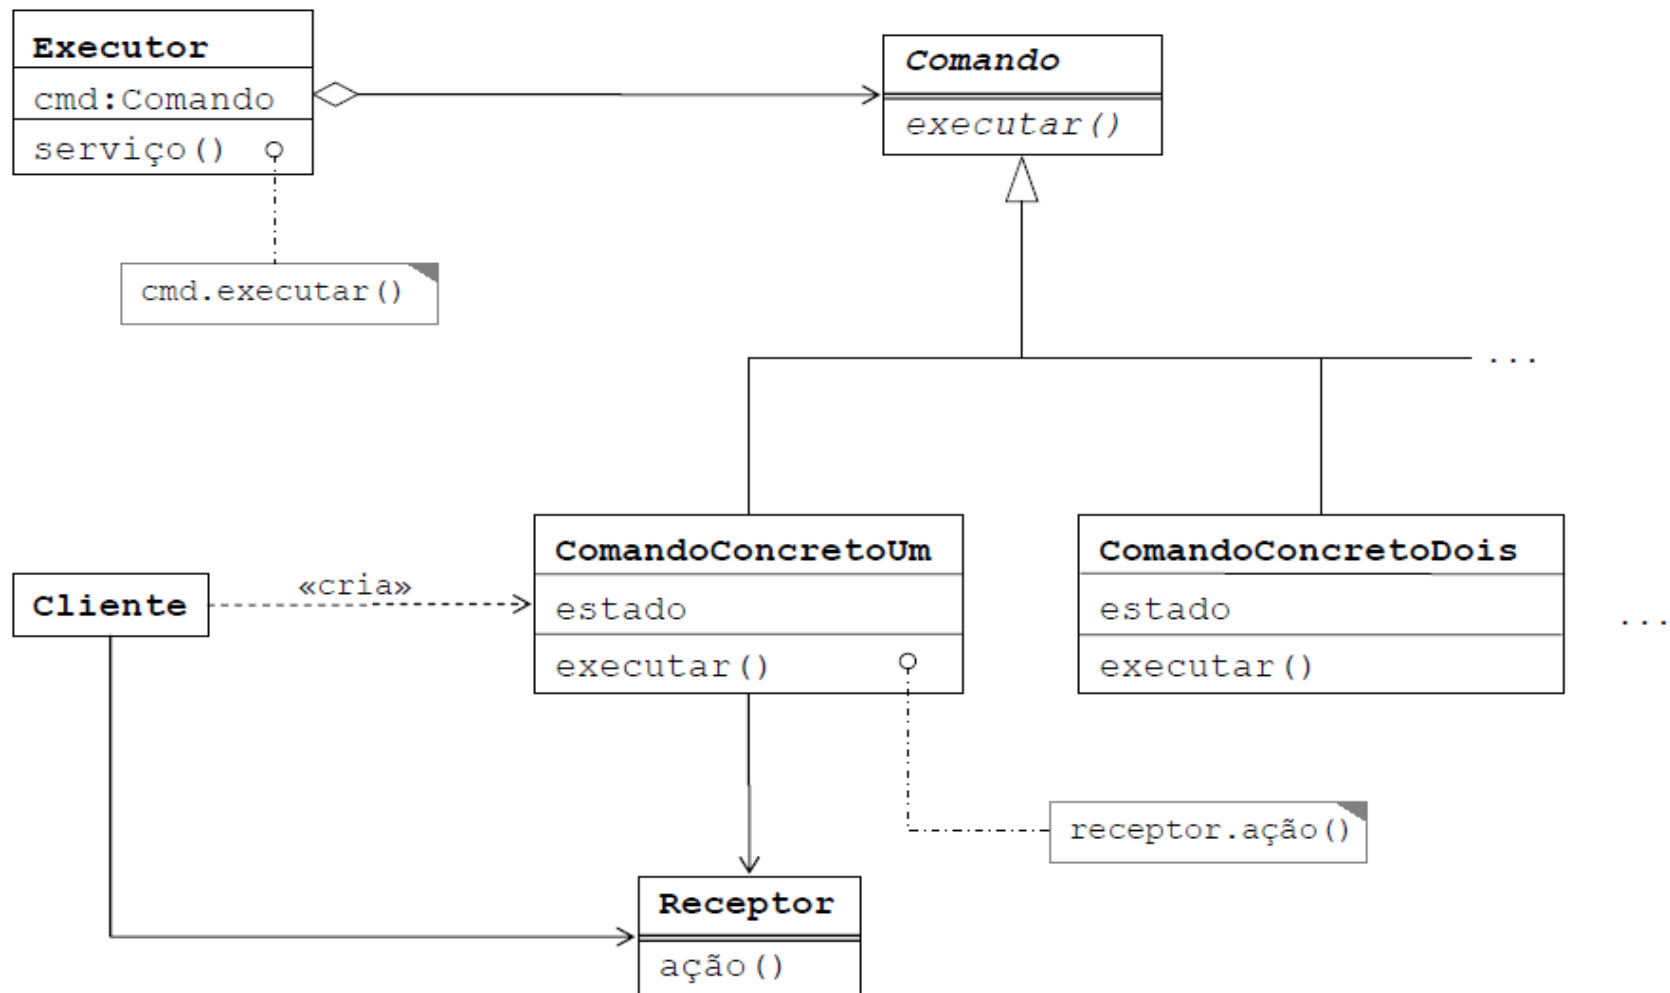 Executor
cmd:Comando
serviço()
cmd.executar()
Comando
executar()
...
Cliente
«cria»
ComandoConcretoUm
estado
executar()
ComandoConcretoDois
estado
executar()
...
receptor.ação()
Receptor
ação()